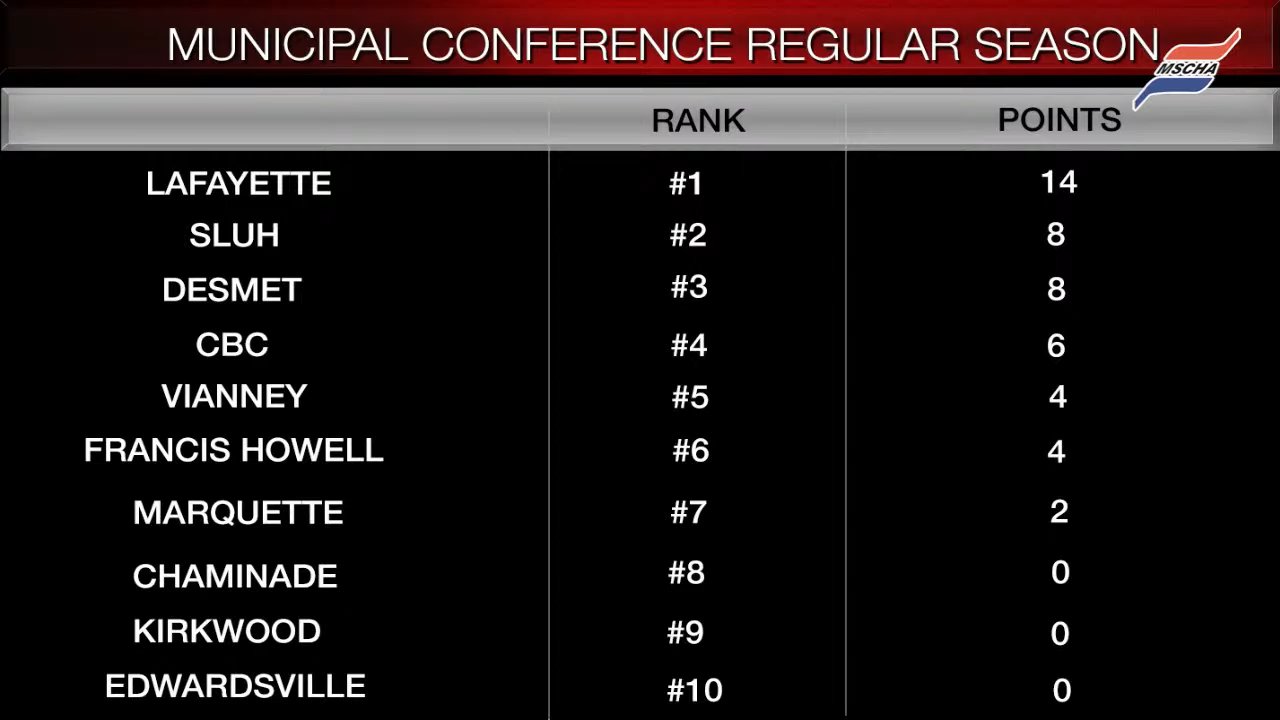 MUNICIPAL CONFERENCE REGULAR SEASON
MSCHA
RANK POINTS
LAFAYETTE #1 14
SLUH #2 8
DESMET #3 8
CBC #4 6
VIANNEY #5 4
FRANCIS HOWELL #6 4
MARQUETTE #7 2
CHAMINADE #8 0
KIRKWOOD #9 0
EDWARDSVILLE #10 0